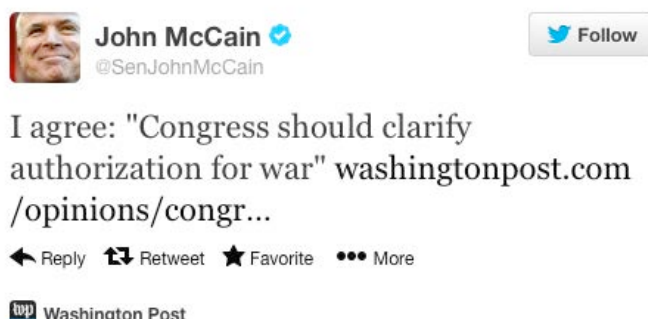 John McCain
Follow
@SenJohnMcCain
I agree: "Congress should clarify
authorization for war" washingtonpost.com
/opinions/congr...
Reply Retweet Favorite More
wp Washington Post